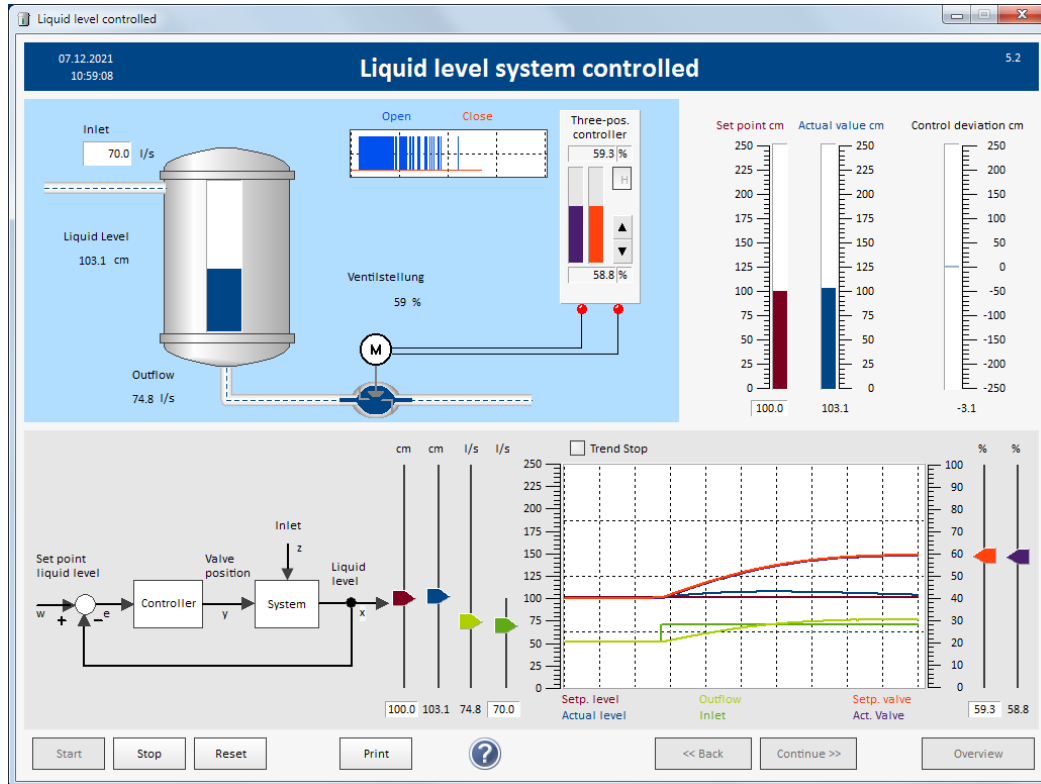 Liquid level controlled
07.12.2021
10:59:08
Liquid level system controlled
5.2
Inlet
70.0 l/s
Open Close
Three-pos.
controller
59.3 %
H
58.8 %
Liquid Level
103.1 cm
Ventilstellung
59 %
M
Outflow
74.8 l/s
Set point cm Actual value cm Control deviation cm
250 250 250
225 225 200
200 200 150
175 175 100
150 150 50
125 125 0
100 100 -50
75 75 -100
50 50 -150
25 25 -200
0 0 -250
100.0 103.1 -3.1
cm cm l/s l/s
Trend Stop
% %
250 100
225 90
200 80
175 70
150 60
125 50
100 40
75 30
50 20
25 10
0 0
Inlet
z
Set point
liquid level
Valve
position
Liquid
level
Controller
System
w + − e y x
100.0 103.1 74.8 70.0
Setp. level Outflow Setp. valve
Actual level Inlet Act. Valve
59.3 58.8
Start Stop Reset Print ? << Back Continue >> Overview